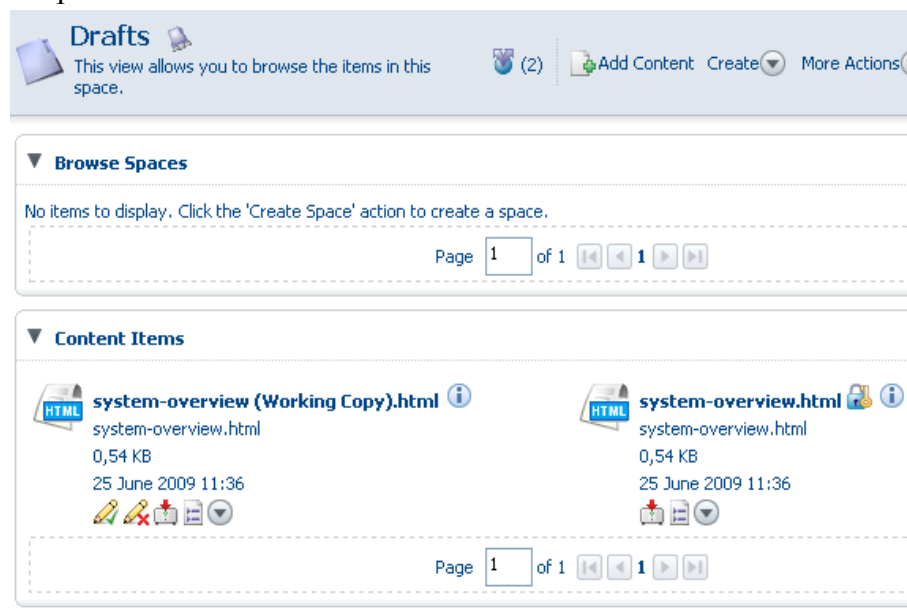 Drafts
This view allows you to browse the items in this
space.
(2) Add Content Create More Actions
Browse Spaces
No items to display. Click the 'Create Space' action to create a space.
Page 1 of 1 1
Content Items
HTML system-overview (Working Copy).html
system-overview.html
0,54 KB
25 June 2009 11:36
HTML system-overview.html
system-overview.html
0,54 KB
25 June 2009 11:36
Page 1 of 1 1